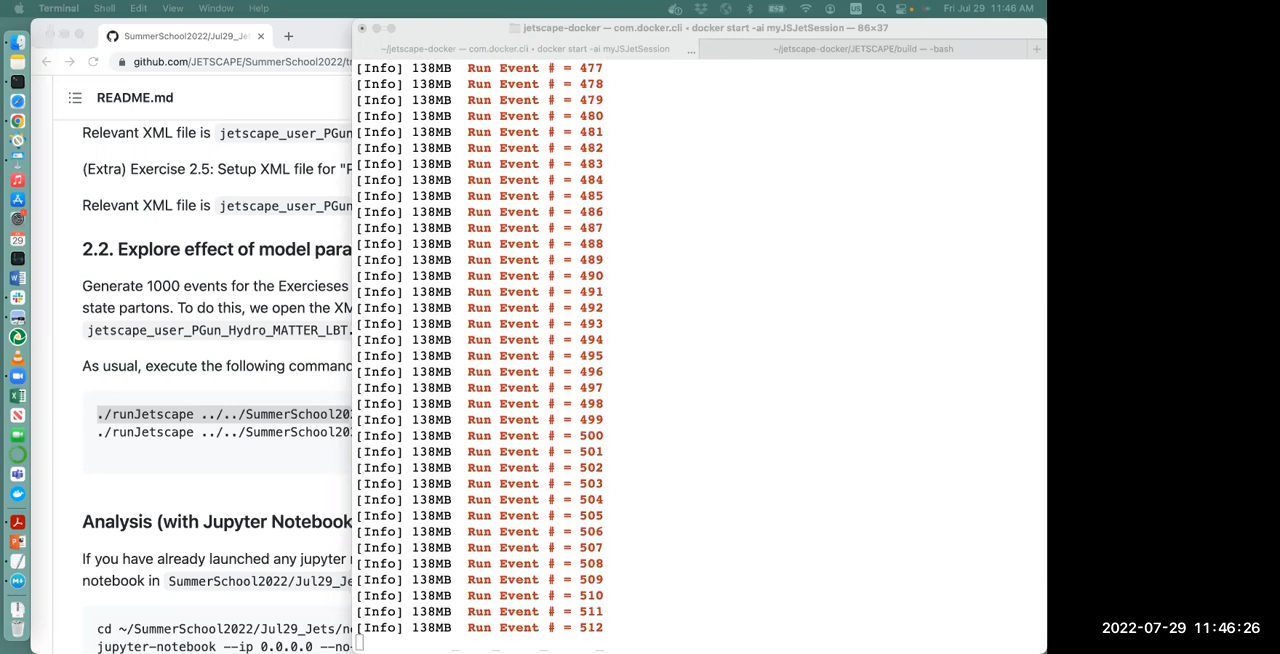 Terminal Shell Edit View Window Help
Fri Jul 29 11:46 AM
SummerSchool2022/Jul29_Je
github.com/JETSCAPE/SummerSchool2022/tr
README.md
Relevant XML file is jetscape_user_PGun
(Extra) Exercise 2.5: Setup XML file for "P
Relevant XML file is jetscape_user_PGun
2.2. Explore effect of model para
Generate 1000 events for the Exercieses
state partons. To do this, we open the XM
jetscape_user_PGun_Hydro_MATTER_LBT.
As usual, execute the following command
./runJetscape ../../SummerSchool20
./runJetscape ../../SummerSchool20
Analysis (with Jupyter Notebook
If you have already launched any jupyter
notebook in SummerSchool2022/Jul29_Je
cd ~/SummerSchool2022/Jul29_Jets/no
jupyter-notebook --ip 0.0.0.0 --no-
jetscape-docker — com.docker.cli • docker start -ai myJSJetSession — 86×37
~/jetscape-docker — com.docker.cli • docker start -ai myJSJetSession ...
~/jetscape-docker/JETSCAPE/build — -bash
[Info] 138MB Run Event # = 477
[Info] 138MB Run Event # = 478
[Info] 138MB Run Event # = 479
[Info] 138MB Run Event # = 480
[Info] 138MB Run Event # = 481
[Info] 138MB Run Event # = 482
[Info] 138MB Run Event # = 483
[Info] 138MB Run Event # = 484
[Info] 138MB Run Event # = 485
[Info] 138MB Run Event # = 486
[Info] 138MB Run Event # = 487
[Info] 138MB Run Event # = 488
[Info] 138MB Run Event # = 489
[Info] 138MB Run Event # = 490
[Info] 138MB Run Event # = 491
[Info] 138MB Run Event # = 492
[Info] 138MB Run Event # = 493
[Info] 138MB Run Event # = 494
[Info] 138MB Run Event # = 495
[Info] 138MB Run Event # = 496
[Info] 138MB Run Event # = 497
[Info] 138MB Run Event # = 498
[Info] 138MB Run Event # = 499
[Info] 138MB Run Event # = 500
[Info] 138MB Run Event # = 501
[Info] 138MB Run Event # = 502
[Info] 138MB Run Event # = 503
[Info] 138MB Run Event # = 504
[Info] 138MB Run Event # = 505
[Info] 138MB Run Event # = 506
[Info] 138MB Run Event # = 507
[Info] 138MB Run Event # = 508
[Info] 138MB Run Event # = 509
[Info] 138MB Run Event # = 510
[Info] 138MB Run Event # = 511
[Info] 138MB Run Event # = 512
2022-07-29 11:46:26